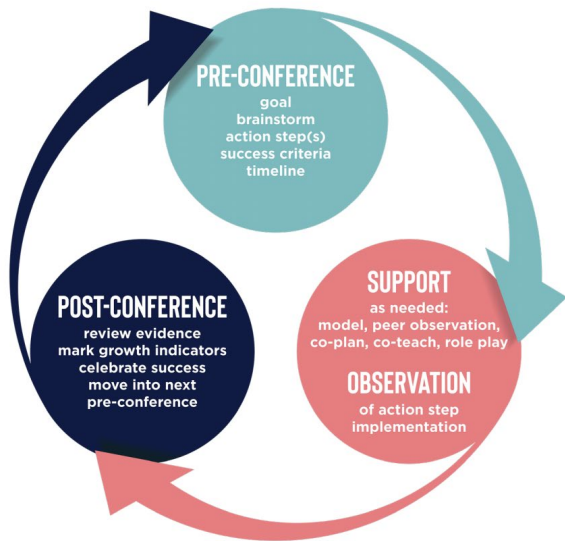 PRE-CONFERENCE
goal
brainstorm
action step(s)
success criteria
timeline
SUPPORT
as needed:
model, peer observation,
co-plan, co-teach, role play
OBSERVATION
of action step
implementation
POST-CONFERENCE
review evidence
mark growth indicators
celebrate success
move into next
pre-conference